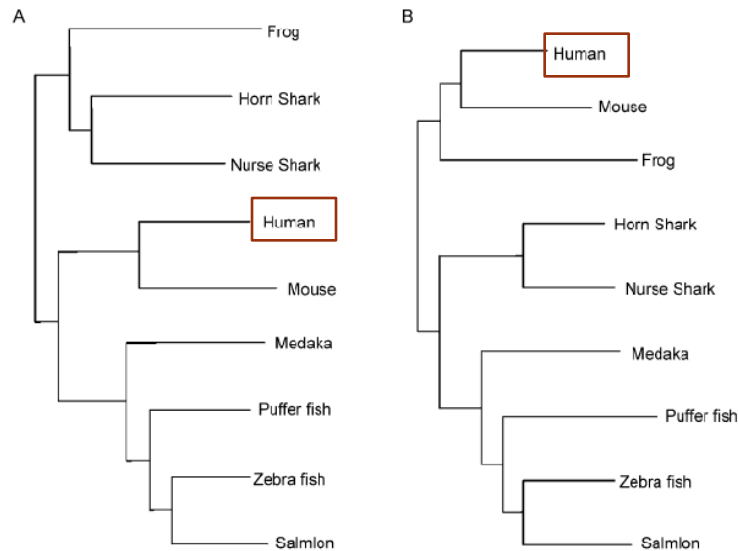 A
Frog
Horn Shark
Nurse Shark
Human
Mouse
Medaka
Puffer fish
Zebra fish
Salmlon
B
Human
Mouse
Frog
Horn Shark
Nurse Shark
Medaka
Puffer fish
Zebra fish
Salmlon